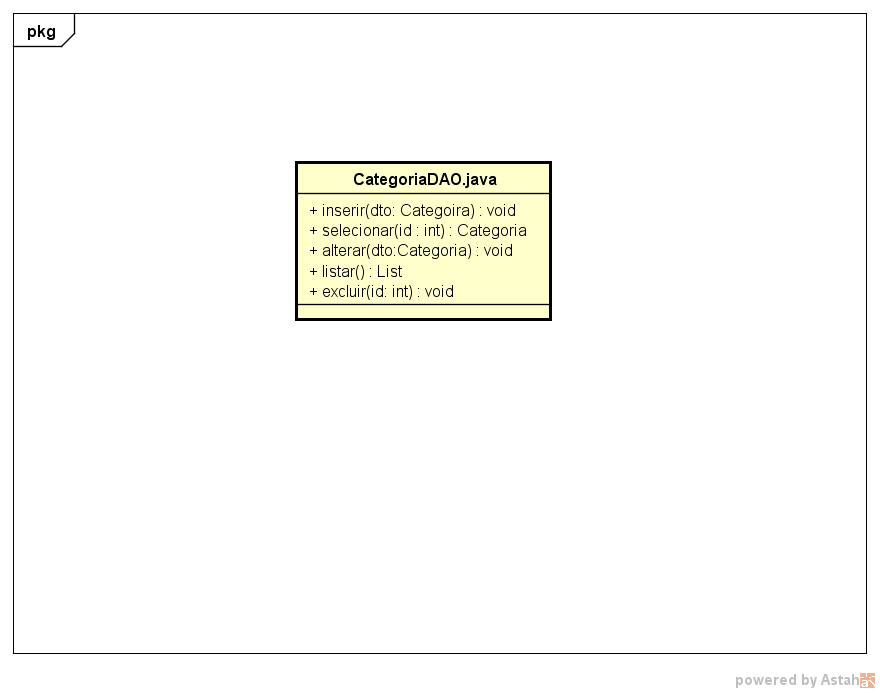 pkg
CategoriaDAO.java
+ inserir(dto: Categoira) : void
+ selecionar(id : int) : Categoria
+ alterar(dto:Categoria) : void
+ listar() : List
+ excluir(id: int) : void
powered by Astah